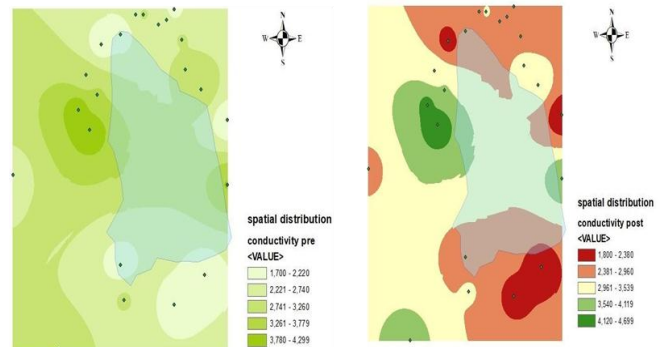 N
W E
S
spatial distribution
conductivity pre
<VALUE>
1,700 - 2,220
2,221 - 2,740
2,741 - 3,260
3,261 - 3,779
3,780 - 4,299
N
W E
S
spatial distribution
conductivity post
<VALUE>
1,800 - 2,380
2,381 - 2,960
2,961 - 3,539
3,540 - 4,119
4,120 - 4,699